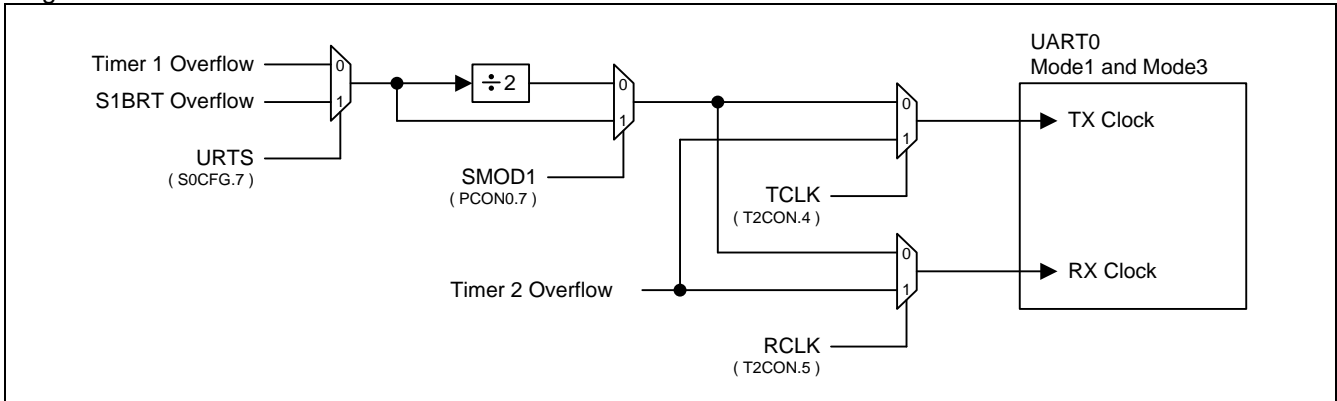 Timer 1 Overflow
S1BRT Overflow
0
1
URTS
( S0CFG.7 )
÷2
0
1
SMOD1
( PCON0.7 )
0
1
TCLK
( T2CON.4 )
Timer 2 Overflow
0
1
RCLK
( T2CON.5 )
UART0
Mode1 and Mode3
TX Clock
RX Clock